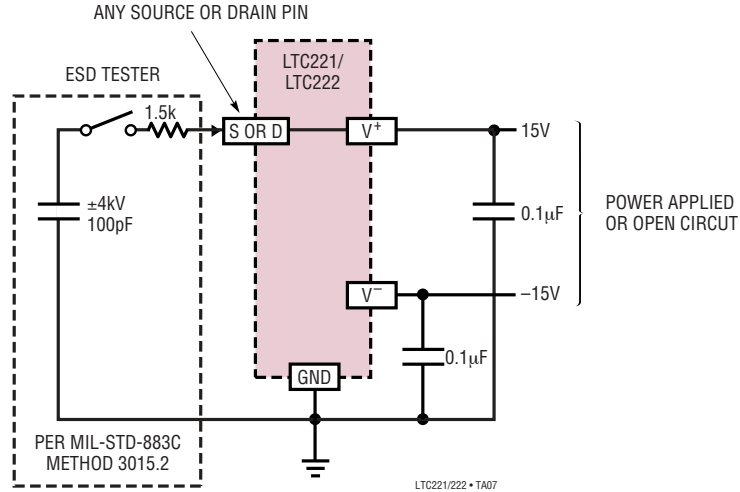 ANY SOURCE OR DRAIN PIN
LTC221/
LTC222
ESD TESTER
1.5k
S OR D
V+
15V
±4kV
100pF
0.1µF
POWER APPLIED
OR OPEN CIRCUT
V−
–15V
0.1µF
GND
PER MIL-STD-883C
METHOD 3015.2
LTC221/222 • TA07